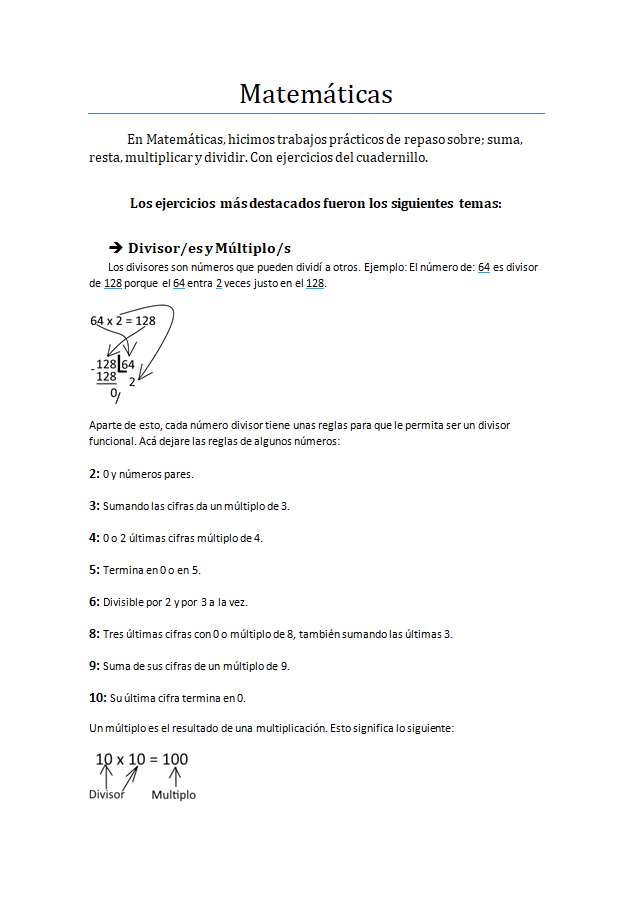 Matemáticas
En Matemáticas, hicimos trabajos prácticos de repaso sobre; suma,
resta, multiplicar y dividir. Con ejercicios del cuadernillo.
Los ejercicios más destacados fueron los siguientes temas:
➔ Divisor/es y Múltiplo/s
Los divisores son números que pueden dividí a otros. Ejemplo: El número de: 64 es divisor
de 128 porque el 64 entra 2 veces justo en el 128.
64 x 2 = 128
- 128 64
128 2
0/
Aparte de esto, cada número divisor tiene unas reglas para que le permita ser un divisor
funcional. Acá dejare las reglas de algunos números:
2: 0 y números pares.
3: Sumando las cifras da un múltiplo de 3.
4: 0 o 2 últimas cifras múltiplo de 4.
5: Termina en 0 o en 5.
6: Divisible por 2 y por 3 a la vez.
8: Tres últimas cifras con 0 o múltiplo de 8, también sumando las últimas 3.
9: Suma de sus cifras de un múltiplo de 9.
10: Su última cifra termina en 0.
Un múltiplo es el resultado de una multiplicación. Esto significa lo siguiente:
10 x 10 = 100
Divisor Multiplo